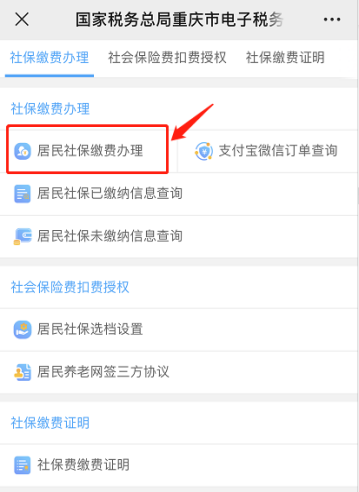 国家税务总局重庆市电子税务
社保缴费办理 社会保险费扣费授权 社保缴费证明
社保缴费办理
居民社保缴费办理 支付宝微信订单查询
居民社保已缴纳信息查询
居民社保未缴纳信息查询
社会保险费扣费授权
居民社保选档设置
居民养老网签三方协议
社保缴费证明
社保费缴费证明